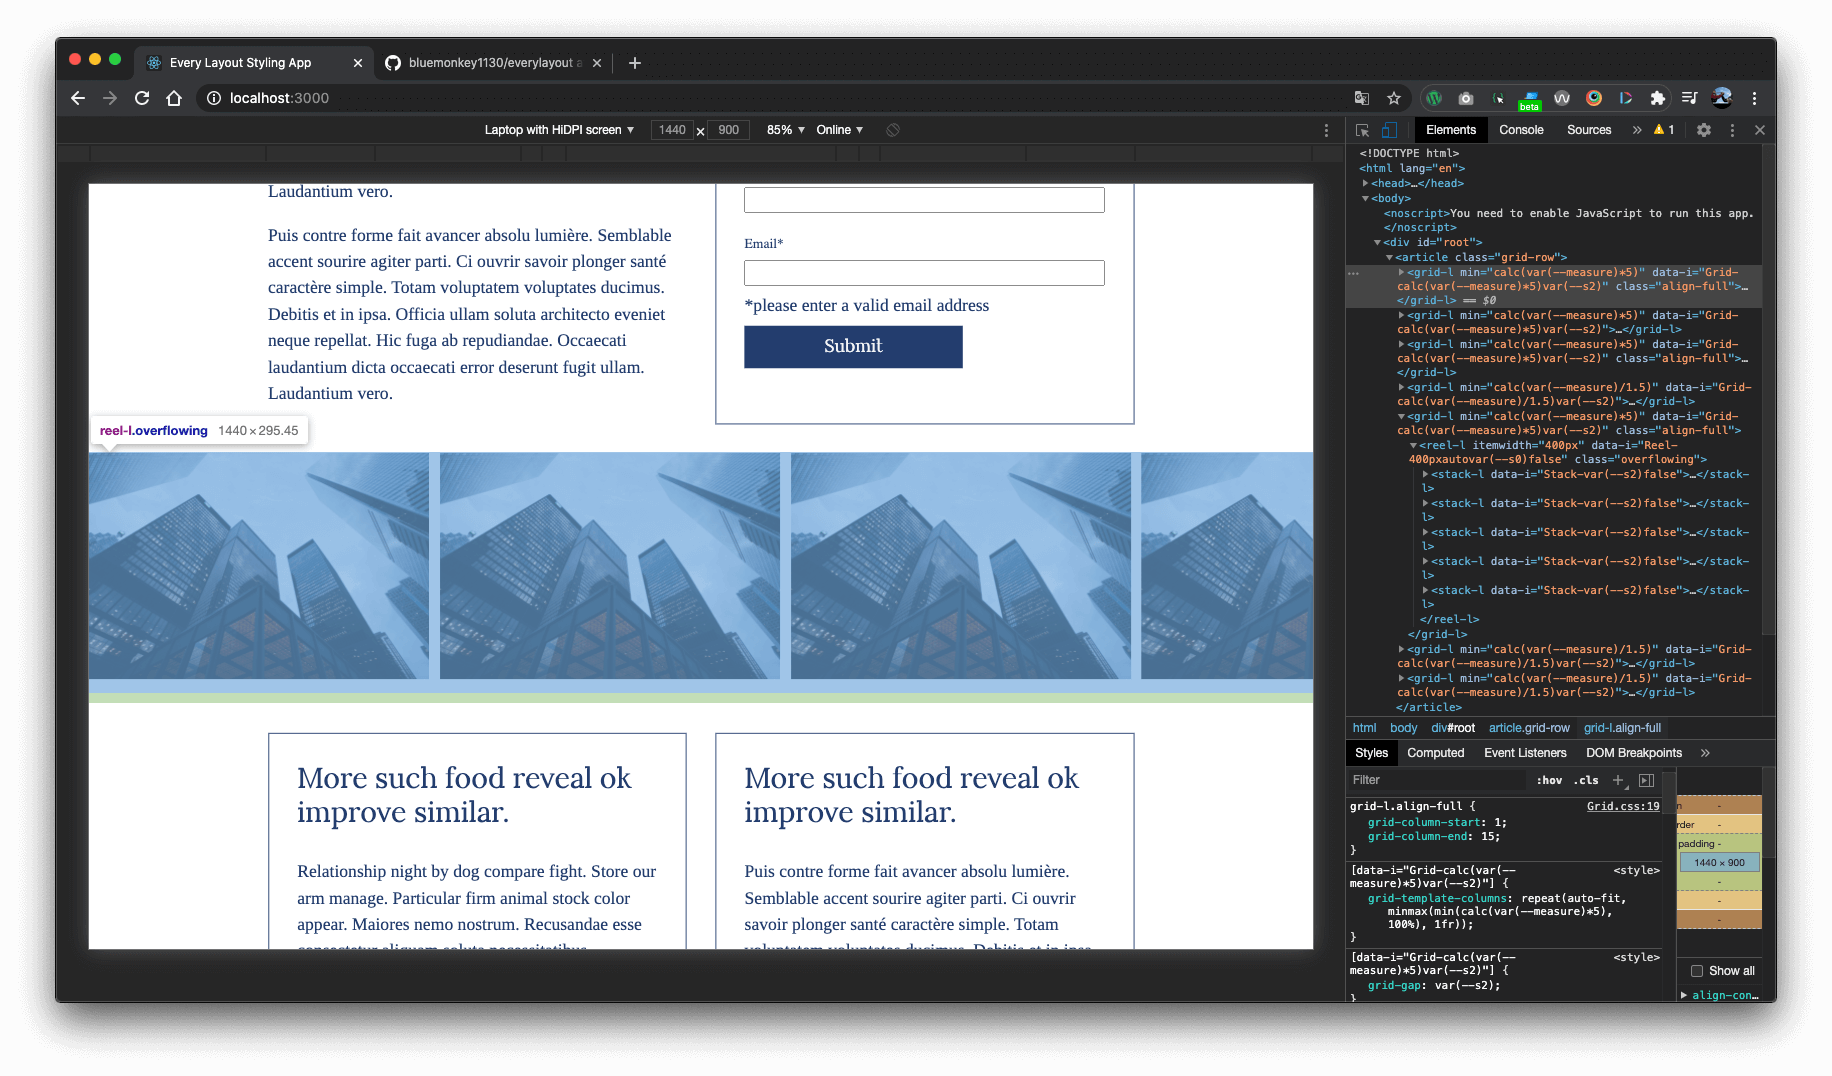 Every Layout Styling App
bluemonkey1130/everylayout a
localhost:3000
beta
Laptop with HiDPI screen 1440 x 900 85% Online
Elements Console Sources » 1
Laudantium vero.
Puis contre forme fait avancer absolu lumière. Semblable
accent sourire agiter parti. Ci ouvrir savoir plonger santé
caractère simple. Totam voluptatem voluptates ducimus.
Debitis et in ipsa. Officia ullam soluta architecto eveniet
neque repellat. Hic fuga ab repudiandae. Occaecati
laudantium dicta occaecati error deserunt fugit ullam.
Laudantium vero.
Email*
*please enter a valid email address
Submit
reel-l.overflowing 1440 × 295.45
More such food reveal ok
improve similar.
Relationship night by dog compare fight. Store our
arm manage. Particular firm animal stock color
appear. Maiores nemo nostrum. Recusandae esse
More such food reveal ok
improve similar.
Puis contre forme fait avancer absolu lumière.
Semblable accent sourire agiter parti. Ci ouvrir
savoir plonger santé caractère simple. Totam
<!DOCTYPE html>
<html lang="en">
<head>…</head>
<body>
<noscript>You need to enable JavaScript to run this app.
</noscript>
<div id="root">
<article class="grid-row">
<grid-l min="calc(var(--measure)*5)" data-i="Grid-
calc(var(--measure)*5)var(--s2)" class="align-full">…
</grid-l> == $0
<grid-l min="calc(var(--measure)*5)" data-i="Grid-
calc(var(--measure)*5)var(--s2)">…</grid-l>
<grid-l min="calc(var(--measure)*5)" data-i="Grid-
calc(var(--measure)*5)var(--s2)" class="align-full">…
</grid-l>
<grid-l min="calc(var(--measure)/1.5)" data-i="Grid-
calc(var(--measure)/1.5)var(--s2)">…</grid-l>
<grid-l min="calc(var(--measure)*5)" data-i="Grid-
calc(var(--measure)*5)var(--s2)" class="align-full">
<reel-l itemwidth="400px" data-i="Reel-
400pxautovar(--s0)false" class="overflowing">
<stack-l data-i="Stack-var(--s2)false">…</stack-
l>
<stack-l data-i="Stack-var(--s2)false">…</stack-
l>
<stack-l data-i="Stack-var(--s2)false">…</stack-
l>
<stack-l data-i="Stack-var(--s2)false">…</stack-
l>
<stack-l data-i="Stack-var(--s2)false">…</stack-
l>
</reel-l>
</grid-l>
<grid-l min="calc(var(--measure)/1.5)" data-i="Grid-
calc(var(--measure)/1.5)var(--s2)">…</grid-l>
<grid-l min="calc(var(--measure)/1.5)" data-i="Grid-
calc(var(--measure)/1.5)var(--s2)">…</grid-l>
</article>
html body div#root article.grid-row grid-l.align-full
Styles Computed Event Listeners DOM Breakpoints »
Filter :hov .cls +
grid-l.align-full { Grid.css:19
grid-column-start: 1;
grid-column-end: 15;
}
[data-i="Grid-calc(var(-- <style>
measure)*5)var(--s2)"] {
grid-template-columns: repeat(auto-fit,
minmax(min(calc(var(--measure)*5),
100%), 1fr));
}
[data-i="Grid-calc(var(-- <style>
measure)*5)var(--s2)"] {
grid-gap: var(--s2);
}
n -
rder -
padding -
1440 × 900
-
-
-
Show all
align-con…